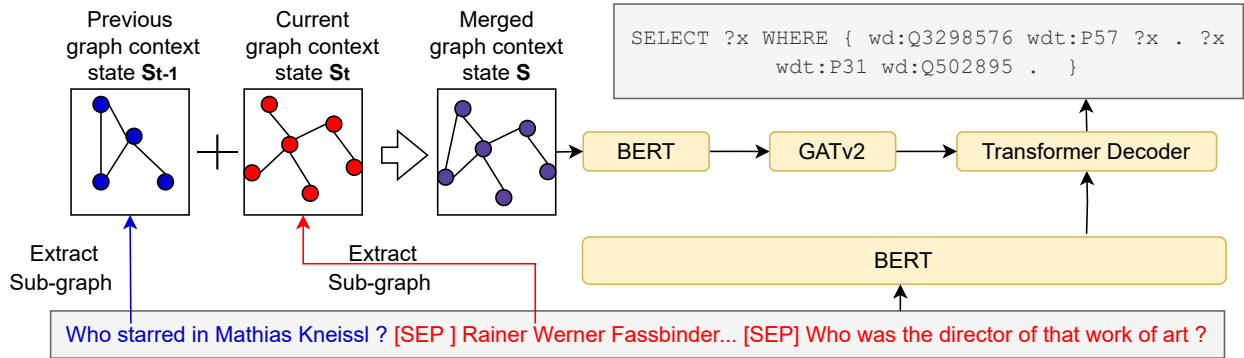 Previous
graph context
state St-1
Current
graph context
state St
Merged
graph context
state S
SELECT ?x WHERE { wd:Q3298576 wdt:P57 ?x . ?x
wdt:P31 wd:Q502895 . }
BERT
GATv2
Transformer Decoder
Extract
Sub-graph
Extract
Sub-graph
BERT
Who starred in Mathias Kneissl ? [SEP ] Rainer Werner Fassbinder... [SEP] Who was the director of that work of art ?